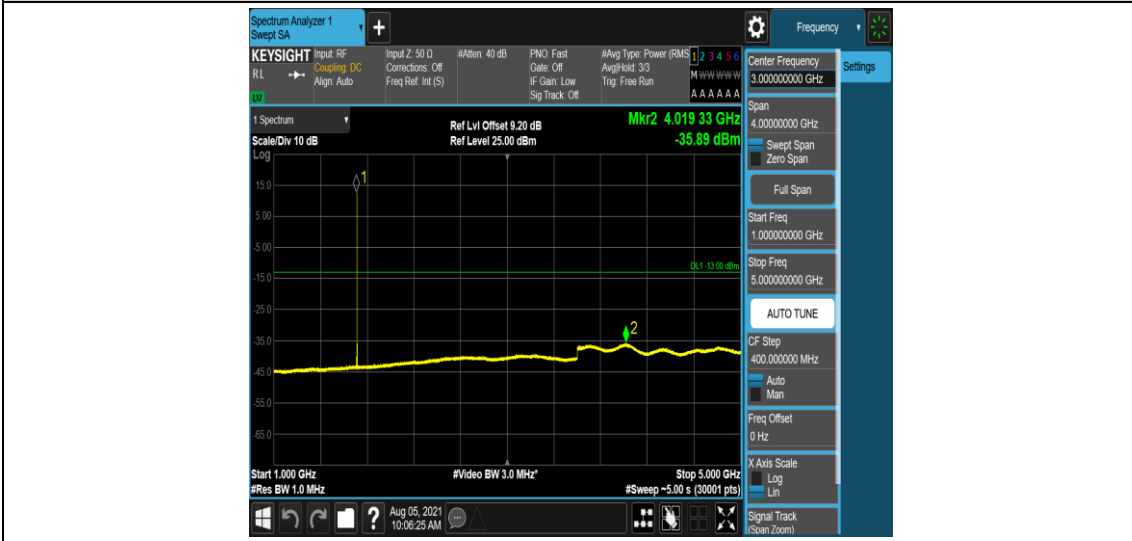 Spectrum Analyzer 1
Swept SA
+
Frequency
KEYSIGHT
RL
Input: RF
Coupling: DC
Align: Auto
Input Z: 50 Ω
Corrections: Off
Freq Ref: Int (S)
#Atten: 40 dB
PNO: Fast
Gate: Off
IF Gain: Low
Sig Track: Off
#Avg Type: Power (RMS
Avg|Hold: 3/3
Trig: Free Run
1 2 3 4 5 6
M W W W W W
A A A A A A
1 Spectrum
Scale/Div 10 dB
Log
Ref Lvl Offset 9.20 dB
Ref Level 25.00 dBm
Mkr2 4.019 33 GHz
-35.89 dBm
1
15.0
5.00
-5.00
DL1 -13.00 dBm
-15.0
-25.0
2
-35.0
-45.0
-55.0
-65.0
Start 1.000 GHz
#Res BW 1.0 MHz
#Video BW 3.0 MHz*
Stop 5.000 GHz
#Sweep ~5.00 s (30001 pts)
?
Aug 05, 2021
10:06:25 AM
Center Frequency
3.000000000 GHz
Settings
Span
4.00000000 GHz
Swept Span
Zero Span
Full Span
Start Freq
1.000000000 GHz
Stop Freq
5.000000000 GHz
AUTO TUNE
CF Step
400.000000 MHz
Auto
Man
Freq Offset
0 Hz
X Axis Scale
Log
Lin
Signal Track
(Span Zoom)